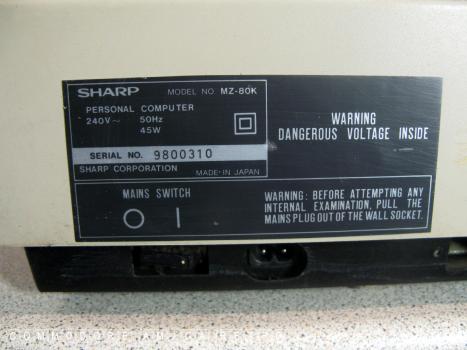 SHARP MODEL NO. MZ-80K
PERSONAL COMPUTER
240V~ 50Hz
45W
SERIAL NO. 9800310
SHARP CORPORATION MADE IN JAPAN
WARNING
DANGEROUS VOLTAGE INSIDE
MAINS SWITCH
O |
WARNING: BEFORE ATTEMPTING ANY
INTERNAL EXAMINATION, PULL THE
MAINS PLUG OUT OF THE WALL SOCKET.